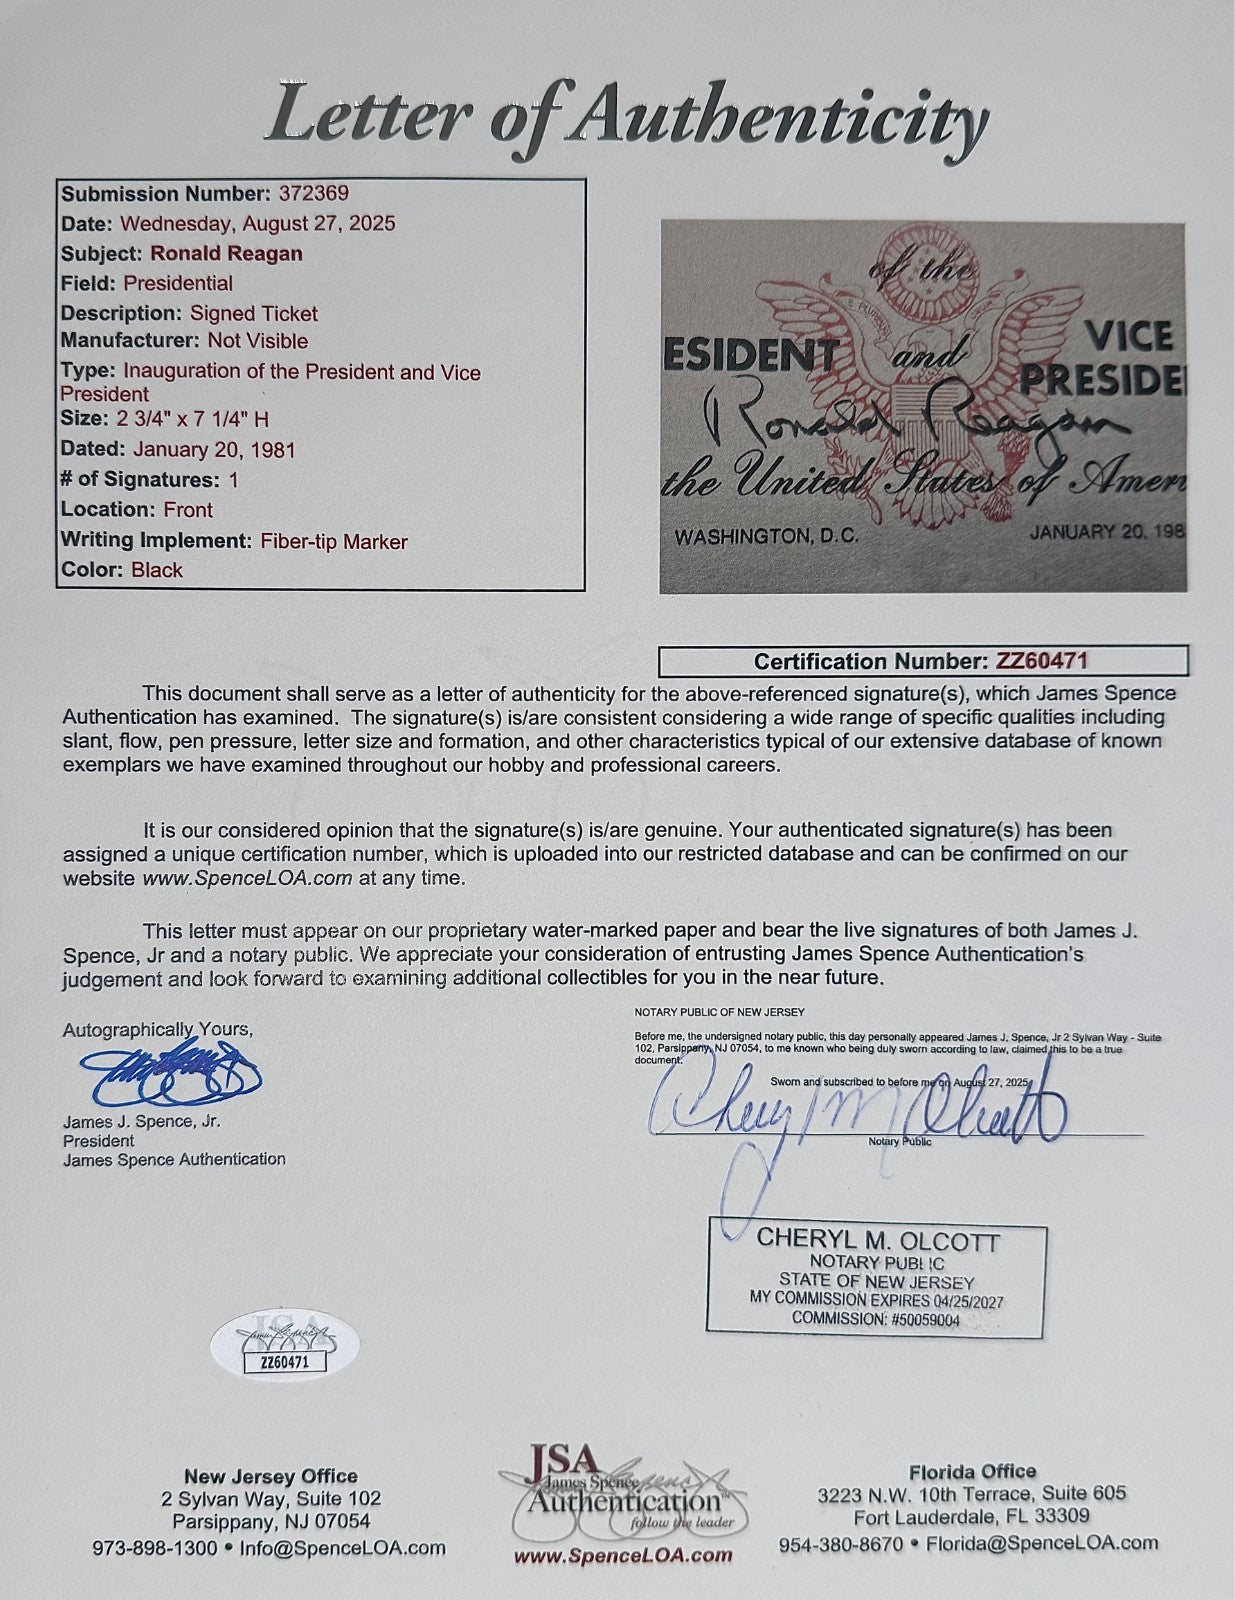 Letter of Authenticity
Submission Number: 372369
Date: Wednesday, August 27, 2025
Subject: Ronald Reagan
Field: Presidential
Description: Signed Ticket
Manufacturer: Not Visible
Type: Inauguration of the President and Vice
President
Size: 2 3/4" x 7 1/4" H
Dated: January 20, 1981
# of Signatures: 1
Location: Front
Writing Implement: Fiber-tip Marker
Color: Black
of the
ESIDENT and VICE
PRESIDE
Ronald Reagan
the United States of Amer
WASHINGTON, D.C. JANUARY 20, 198
Certification Number: ZZ60471
This document shall serve as a letter of authenticity for the above-referenced signature(s), which James Spence
Authentication has examined. The signature(s) is/are consistent considering a wide range of specific qualities including
slant, flow, pen pressure, letter size and formation, and other characteristics typical of our extensive database of known
exemplars we have examined throughout our hobby and professional careers.
It is our considered opinion that the signature(s) is/are genuine. Your authenticated signature(s) has been
assigned a unique certification number, which is uploaded into our restricted database and can be confirmed on our
website www.SpenceLOA.com at any time.
This letter must appear on our proprietary water-marked paper and bear the live signatures of both James J.
Spence, Jr and a notary public. We appreciate your consideration of entrusting James Spence Authentication's
judgement and look forward to examining additional collectibles for you in the near future.
Autographically Yours,
James J. Spence, Jr.
President
James Spence Authentication
NOTARY PUBLIC OF NEW JERSEY
Before me, the undersigned notary public, this day personally appeared James J. Spence, Jr 2 Sylvan Way - Suite
102, Parsippany, NJ 07054, to me known who being duly sworn according to law, claimed this to be a true
document.
Sworn and subscribed to before me on August 27, 2025
Cheryl M Olcott
Notary Public
CHERYL M. OLCOTT
NOTARY PUBLIC
STATE OF NEW JERSEY
MY COMMISSION EXPIRES 04/25/2027
COMMISSION: #50059004
JSA
ZZ60471
New Jersey Office
2 Sylvan Way, Suite 102
Parsippany, NJ 07054
973-898-1300 • Info@SpenceLOA.com
JSA
James Spence
Authentication™
follow the leader
www.SpenceLOA.com
Florida Office
3223 N.W. 10th Terrace, Suite 605
Fort Lauderdale, FL 33309
954-380-8670 • Florida@SpenceLOA.com